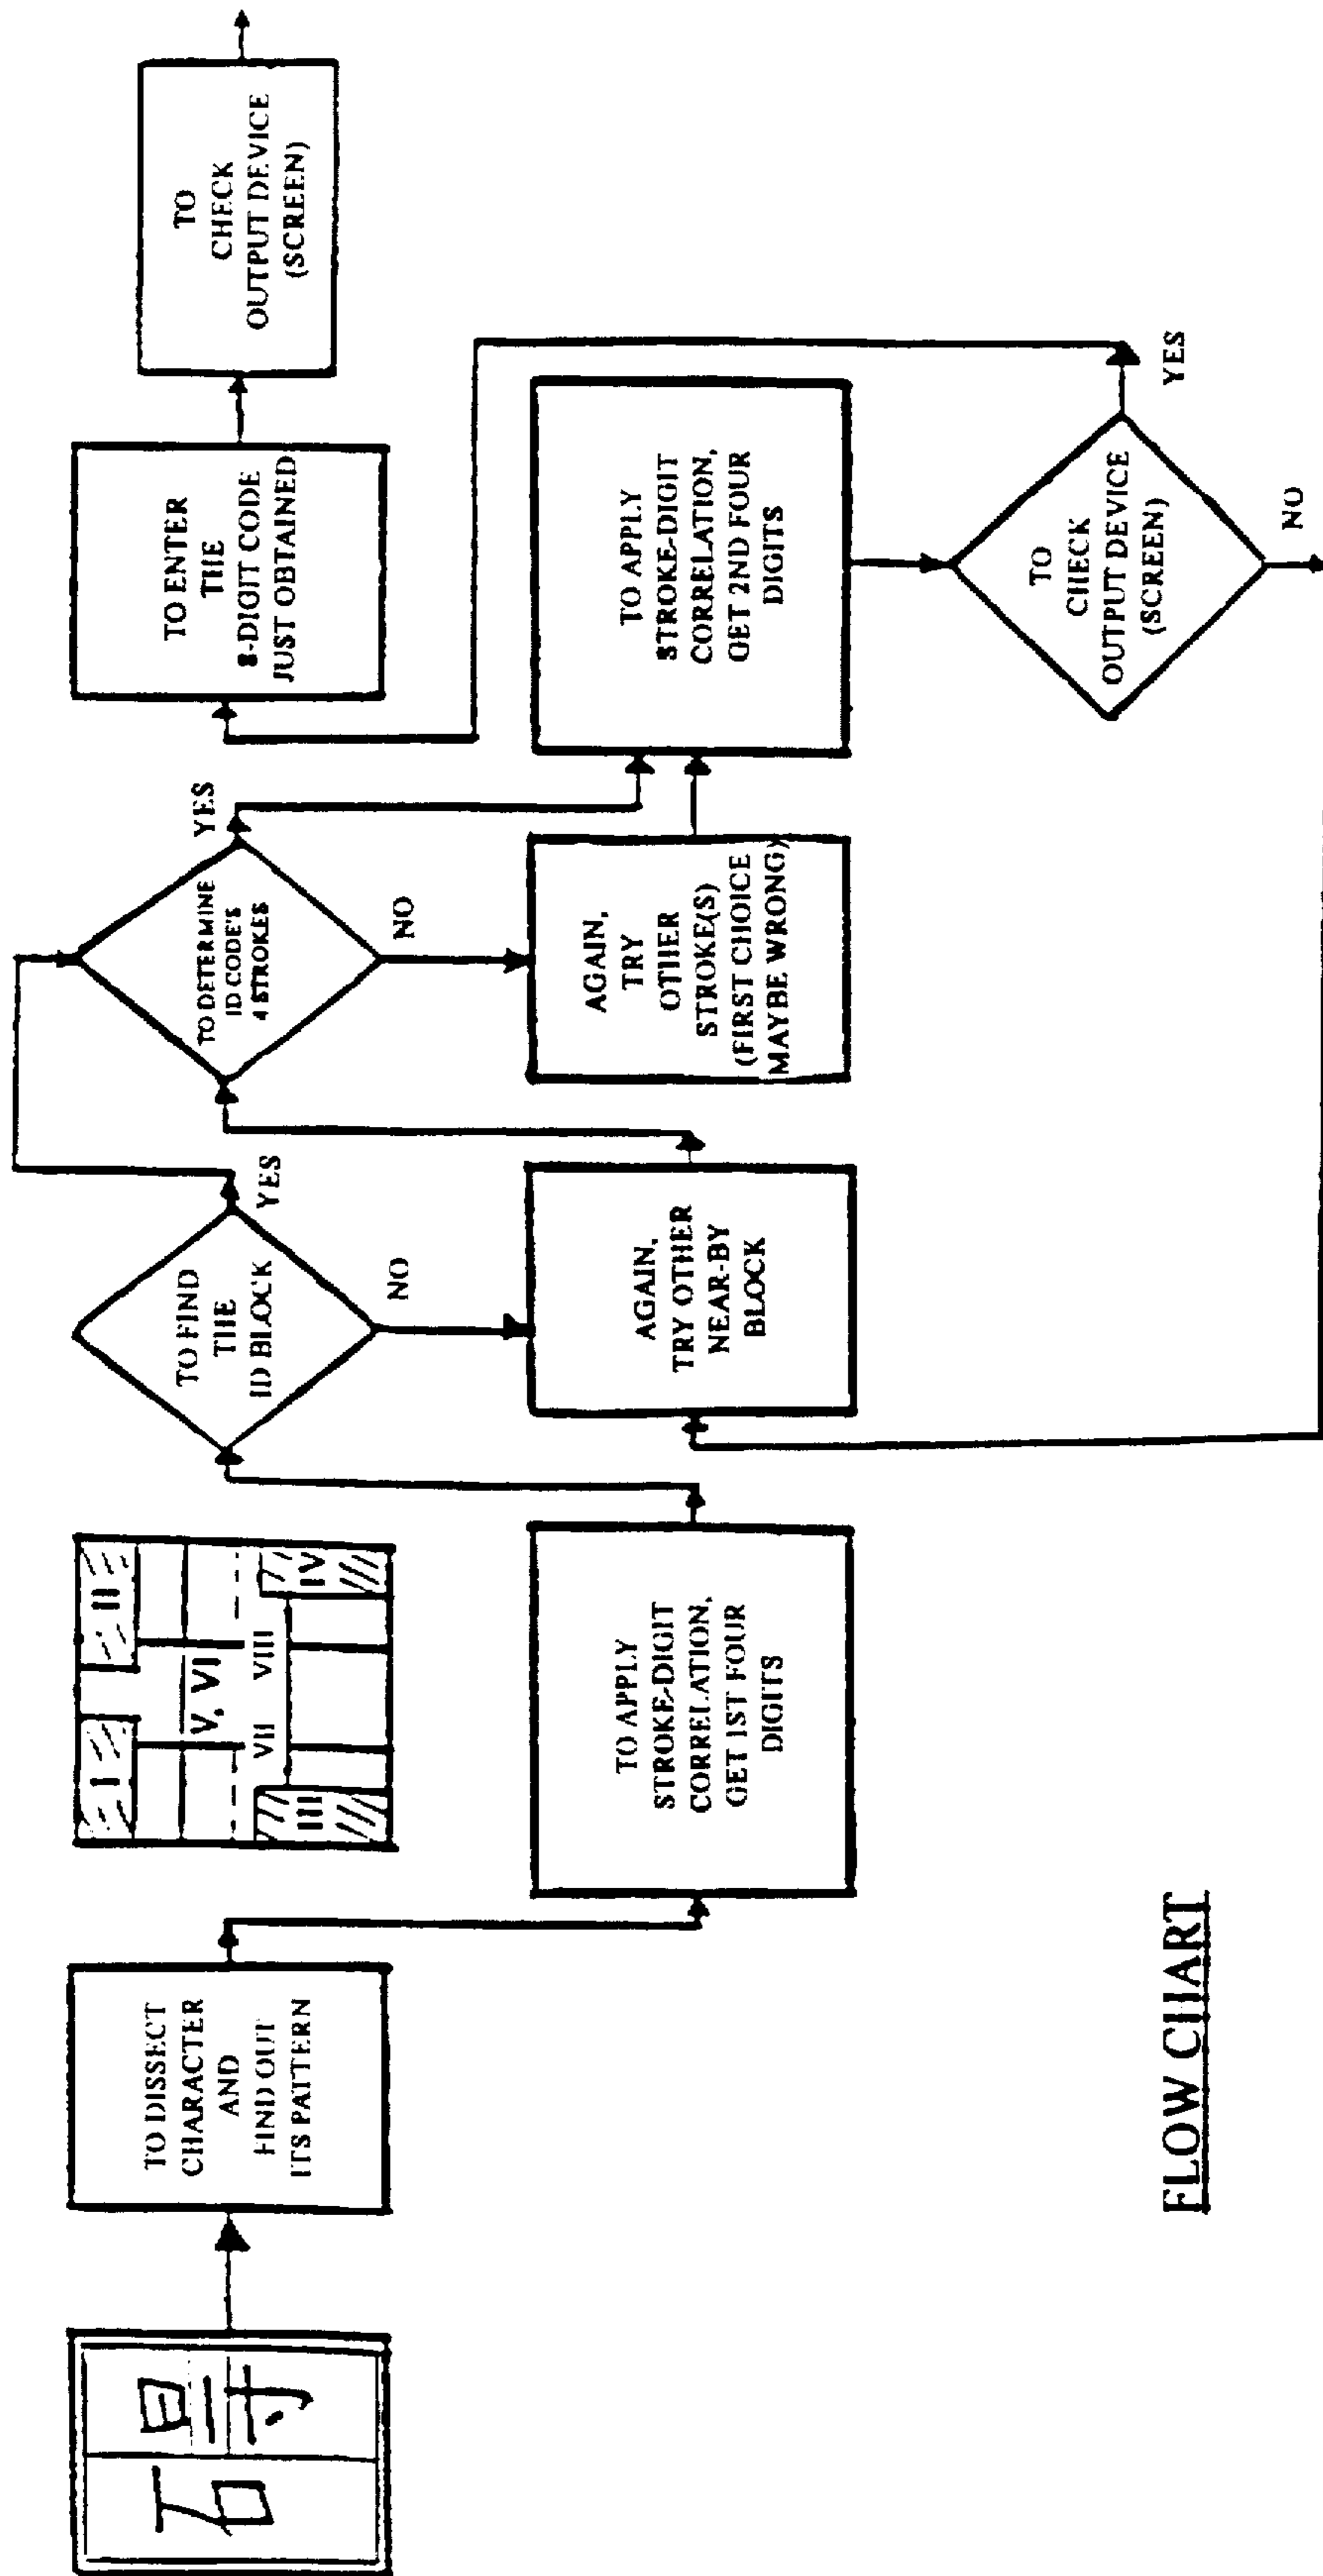 碍
TO DISSECT
CHARACTER
AND
FIND OUT
ITS PATTERN
I
II
V, VI
VII
VIII
III
IV
TO APPLY
STROKE-DIGIT
CORRELATION,
GET 1ST FOUR
DIGITS
TO FIND
THE
ID BLOCK
YES
NO
AGAIN,
TRY OTHER
NEAR-BY
BLOCK
TO DETERMINE
ID CODE'S
4 STROKES
YES
NO
AGAIN,
TRY
OTHER
STROKE(S)
(FIRST CHOICE
MAYBE WRONG)
TO APPLY
STROKE-DIGIT
CORRELATION,
GET 2ND FOUR
DIGITS
TO
CHECK
OUTPUT DEVICE
(SCREEN)
YES
NO
TO ENTER
THE
8-DIGIT CODE
JUST OBTAINED
TO
CHECK
OUTPUT DEVICE
(SCREEN)
FLOW CHART